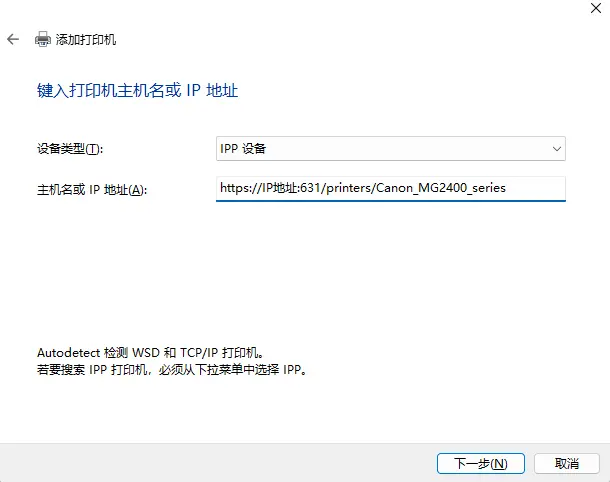 添加打印机
键入打印机主机名或 IP 地址
设备类型(T):
IPP 设备
主机名或 IP 地址(A):
https://IP地址:631/printers/Canon_MG2400_series
Autodetect 检测 WSD 和 TCP/IP 打印机。
若要搜索 IPP 打印机，必须从下拉菜单中选择 IPP。
下一步(N)
取消